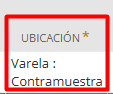 UBICACIÓN *
Varela :
Contramuestra